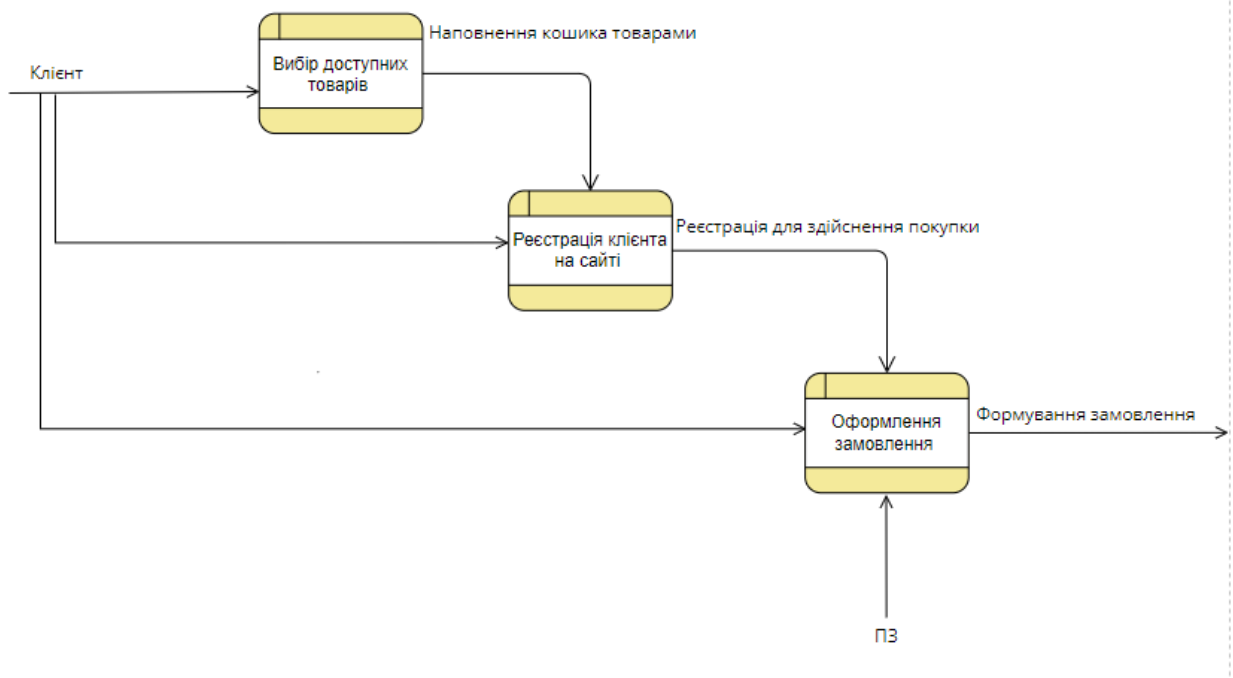 Наповнення кошика товарами
Клієнт
Вибір доступних
товарів
Реєстрація для здійснення покупки
Реєстрація клієнта
на сайті
Формування замовлення
Оформлення
замовлення
ПЗ